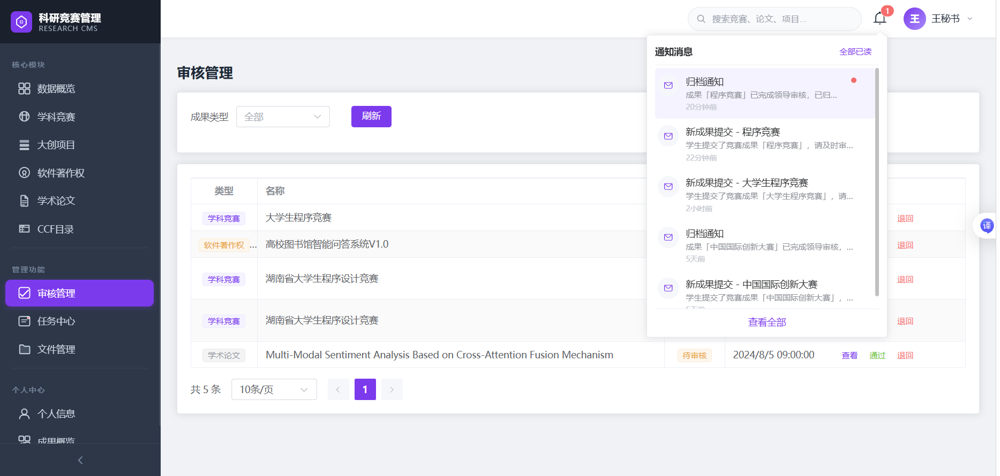 科研竞赛管理
RESEARCH CMS
核心模块
数据概览
学科竞赛
大创项目
软件著作权
学术论文
CCF目录
管理功能
审核管理
任务中心
文件管理
个人中心
个人信息
成果概览
搜索竞赛、论文、项目...
1
王
王秘书
审核管理
成果类型
全部
刷新
通知消息
全部已读
归档通知
成果「程序竞赛」已完成领导审核，已归...
20分钟前
新成果提交 - 程序竞赛
学生提交了竞赛成果「程序竞赛」，请及时审...
22分钟前
新成果提交 - 大学生程序竞赛
学生提交了竞赛成果「大学生程序竞赛」，请...
2小时前
归档通知
成果「中国国际创新大赛」已完成领导审核，...
5天前
新成果提交 - 中国国际创新大赛
学生提交了竞赛成果「中国国际创新大赛」，...
查看全部
类型 名称
学科竞赛 大学生程序竞赛 退回
软件著作权 ... 高校图书馆智能问答系统V1.0 退回
学科竞赛 湖南省大学生程序设计竞赛 退回
学科竞赛 湖南省大学生程序设计竞赛 退回
学术论文 Multi-Modal Sentiment Analysis Based on Cross-Attention Fusion Mechanism 待审核 2024/8/5 09:00:00 查看 通过 退回
共 5 条 10条/页 1
译